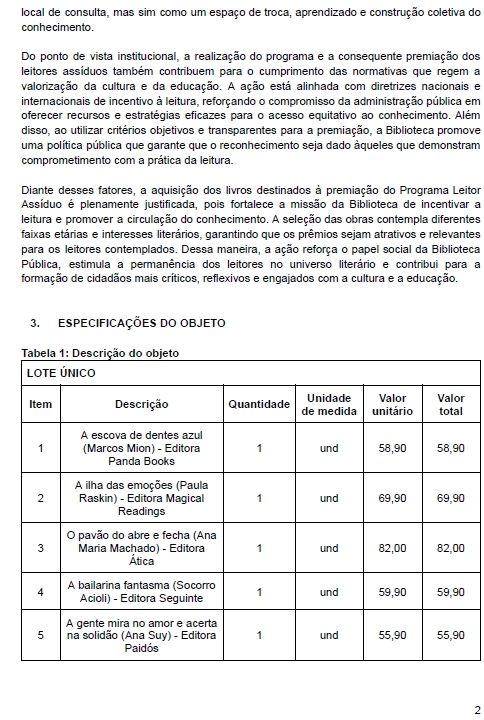 local de consulta, mas sim como um espaço de troca, aprendizado e construção coletiva do
conhecimento.
Do ponto de vista institucional, a realização do programa e a consequente premiação dos
leitores assíduos também contribuem para o cumprimento das normativas que regem a
valorização da cultura e da educação. A ação está alinhada com diretrizes nacionais e
internacionais de incentivo à leitura, reforçando o compromisso da administração pública em
oferecer recursos e estratégias eficazes para o acesso equitativo ao conhecimento. Além
disso, ao utilizar critérios objetivos e transparentes para a premiação, a Biblioteca promove
uma política pública que garante que o reconhecimento seja dado àqueles que demonstram
comprometimento com a prática da leitura.
Diante desses fatores, a aquisição dos livros destinados à premiação do Programa Leitor
Assíduo é plenamente justificada, pois fortalece a missão da Biblioteca de incentivar a
leitura e promover a circulação do conhecimento. A seleção das obras contempla diferentes
faixas etárias e interesses literários, garantindo que os prêmios sejam atrativos e relevantes
para os leitores contemplados. Dessa maneira, a ação reforça o papel social da Biblioteca
Pública, estimula a permanência dos leitores no universo literário e contribui para a
formação de cidadãos mais críticos, reflexivos e engajados com a cultura e a educação.
3. ESPECIFICAÇÕES DO OBJETO
Tabela 1: Descrição do objeto
LOTE ÚNICO
Item Descrição Quantidade Unidade de medida Valor unitário Valor total
1 A escova de dentes azul (Marcos Mion) - Editora Panda Books 1 und 58,90 58,90
2 A ilha das emoções (Paula Raskin) - Editora Magical Readings 1 und 69,90 69,90
3 O pavão do abre e fecha (Ana Maria Machado) - Editora Ática 1 und 82,00 82,00
4 A bailarina fantasma (Socorro Acioli) - Editora Seguinte 1 und 59,90 59,90
5 A gente mira no amor e acerta na solidão (Ana Suy) - Editora Paidós 1 und 55,90 55,90
2